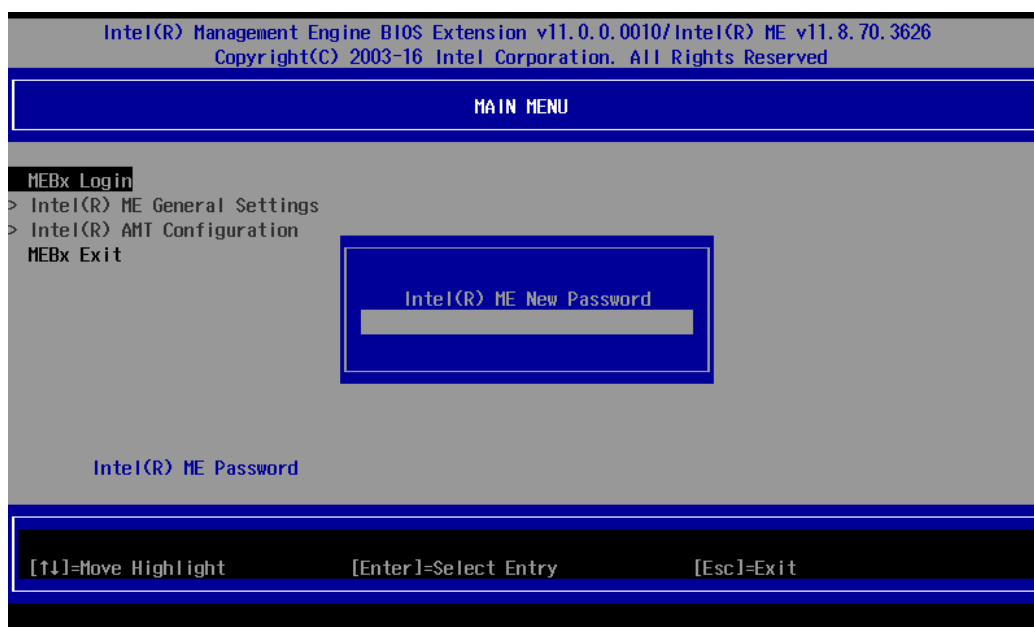 Intel(R) Management Engine BIOS Extension v11.0.0.0010/Intel(R) ME v11.8.70.3626
Copyright(C) 2003-16 Intel Corporation. All Rights Reserved
MAIN MENU
MEBx Login
> Intel(R) ME General Settings
> Intel(R) AMT Configuration
MEBx Exit
Intel(R) ME New Password
Intel(R) ME Password
[↑↓]=Move Highlight [Enter]=Select Entry [Esc]=Exit